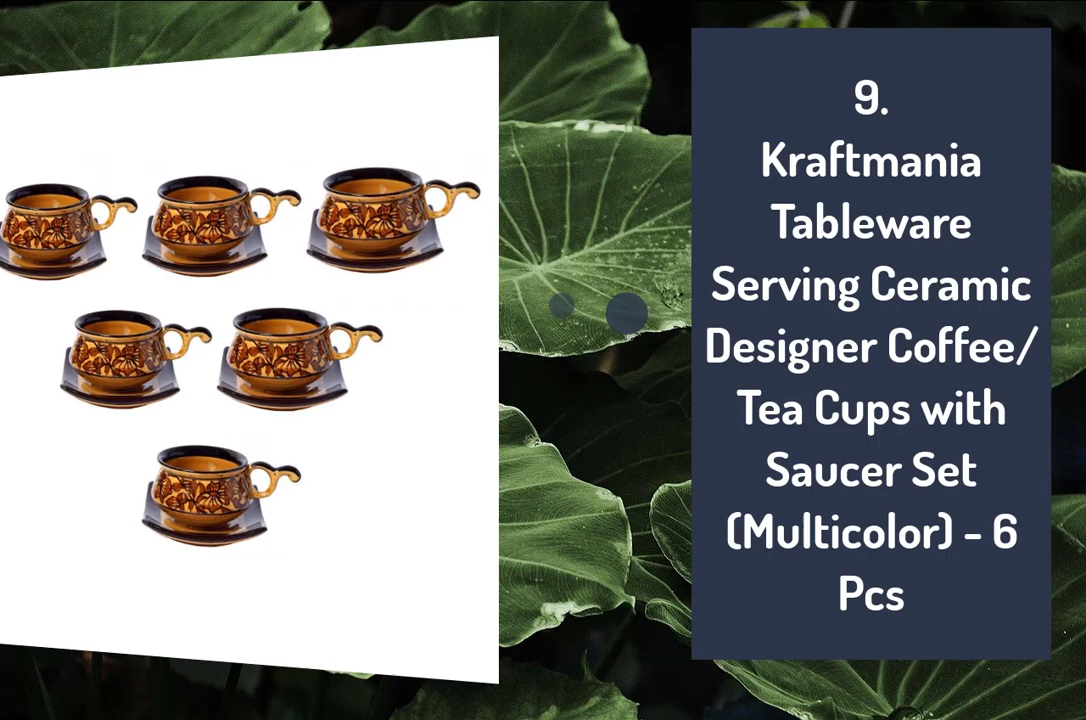 9.
Kraftmania
Tableware
Serving Ceramic
Designer Coffee/
Tea Cups with
Saucer Set
(Multicolor) - 6
Pcs